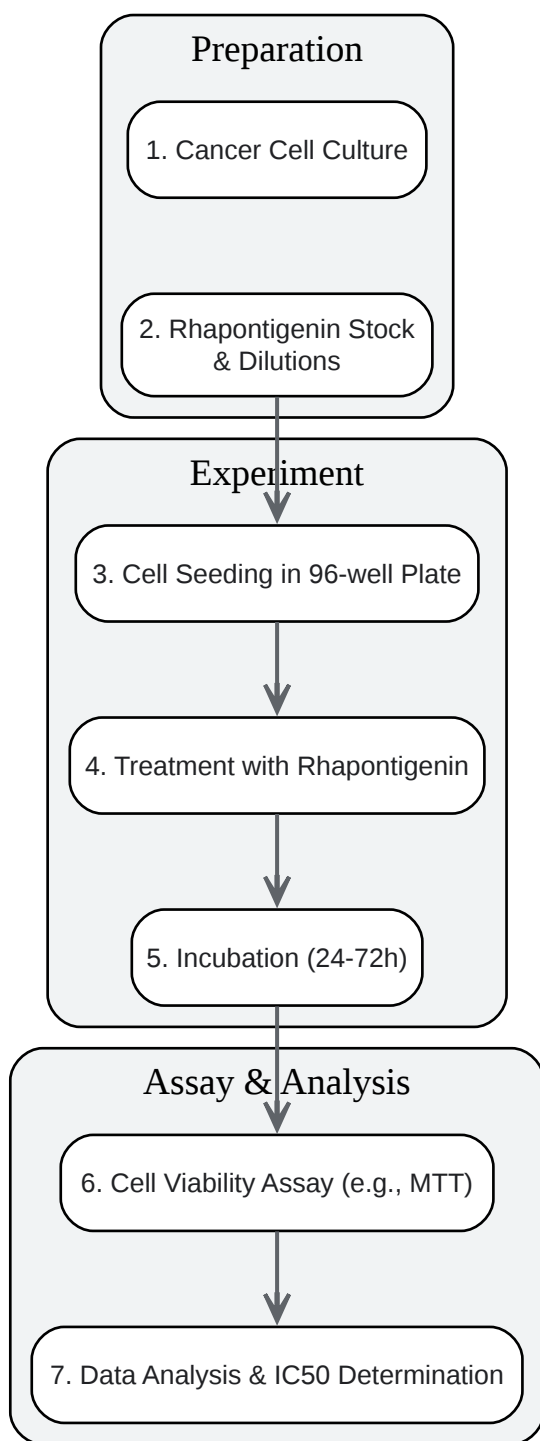 Preparation
1. Cancer Cell Culture
2. Rhapontigenin Stock
& Dilutions
Experiment
3. Cell Seeding in 96-well Plate
4. Treatment with Rhapontigenin
5. Incubation (24-72h)
Assay & Analysis
6. Cell Viability Assay (e.g., MTT)
7. Data Analysis & IC50 Determination